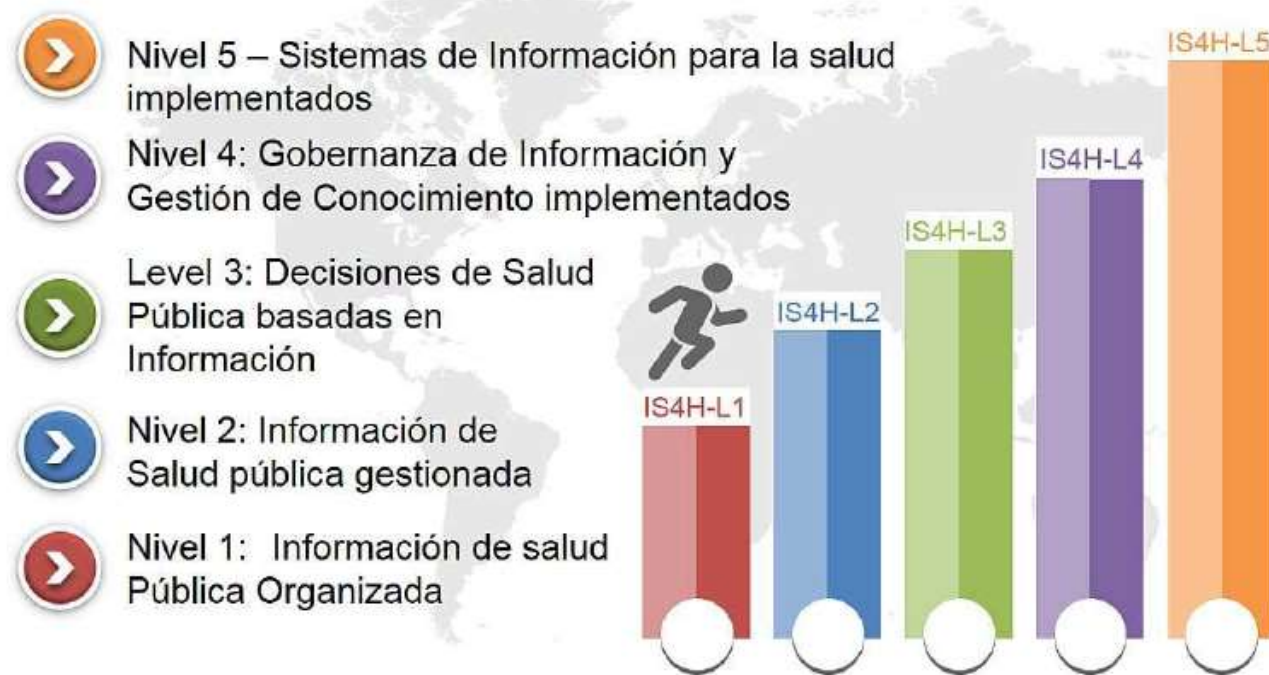 Nivel 5 – Sistemas de Información para la salud
implementados
Nivel 4: Gobernanza de Información y
Gestión de Conocimiento implementados
Level 3: Decisiones de Salud
Pública basadas en
Información
Nivel 2: Información de
Salud pública gestionada
Nivel 1: Información de salud
Pública Organizada
IS4H-L1
IS4H-L2
IS4H-L3
IS4H-L4
IS4H-L5